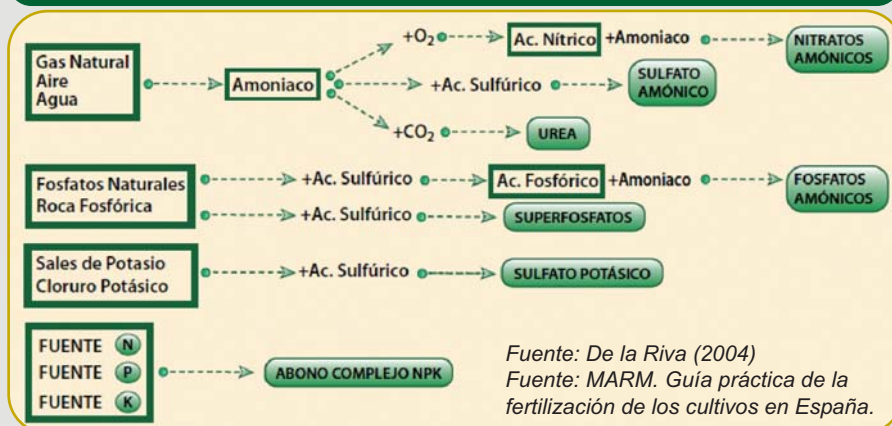 Gas Natural
Aire
Agua
Amoniaco
+O₂
Ac. Nítrico
+Amoniaco
NITRATOS
AMÓNICOS
+Ac. Sulfúrico
SULFATO
AMÓNICO
+CO₂
UREA
Fosfatos Naturales
Roca Fosfórica
+Ac. Sulfúrico
Ac. Fosfórico
+Amoniaco
FOSFATOS
AMÓNICOS
+Ac. Sulfúrico
SUPERFOSFATOS
Sales de Potasio
Cloruro Potásico
+Ac. Sulfúrico
SULFATO POTÁSICO
FUENTE N
FUENTE P
FUENTE K
ABONO COMPLEJO NPK
Fuente: De la Riva (2004)
Fuente: MARM. Guía práctica de la
fertilización de los cultivos en España.